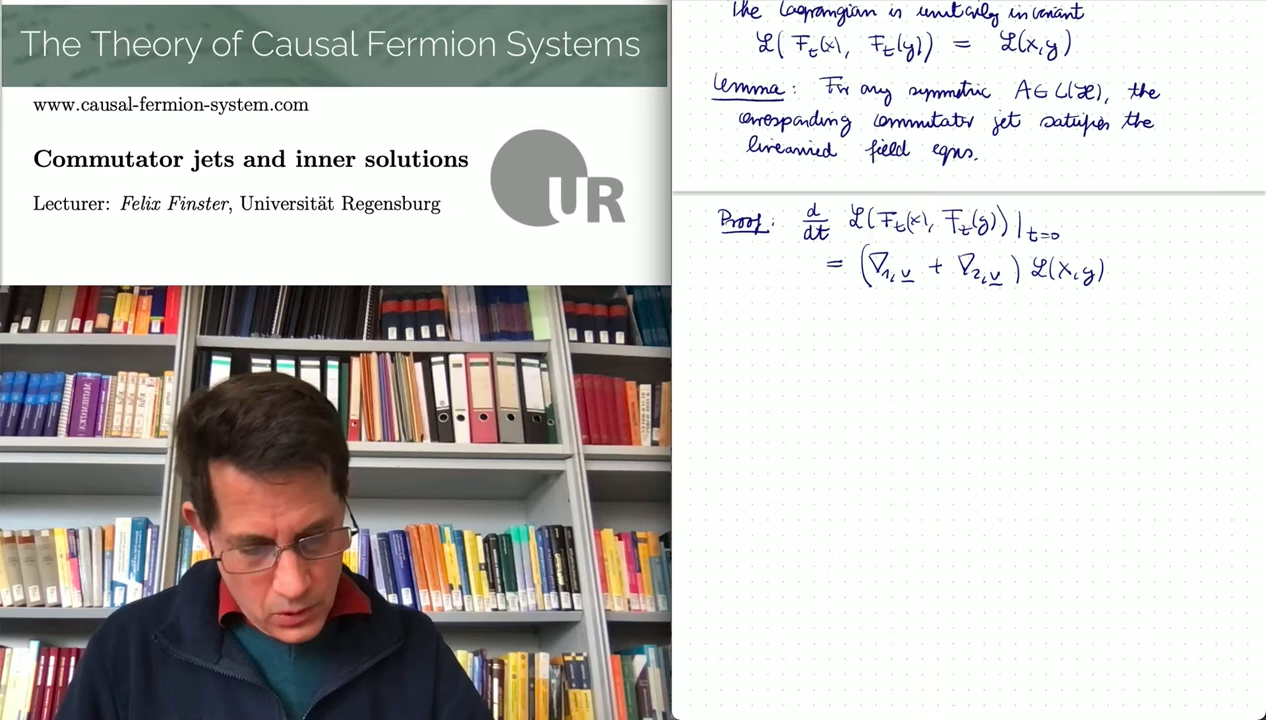 The Theory of Causal Fermion Systems
www.causal-fermion-system.com
Commutator jets and inner solutions
Lecturer: Felix Finster, Universität Regensburg
UR
The Lagrangian is unitarily invariant
ℒ( F_t(x), F_t(y)) = ℒ(x,y)
Lemma: For any symmetric A ∈ L(ℋ), the
corresponding commutator jet satisfies the
linearized field eqns.
Proof: d/dt ℒ(F_t(x), F_t(y))|_{t=0}
= (∇_{1,v} + ∇_{2,v}) ℒ(x,y)